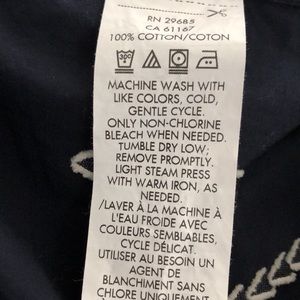 RN 29685
CA 61167
100% COTTON/COTON
MACHINE WASH WITH
LIKE COLORS, COLD,
GENTLE CYCLE.
ONLY NON-CHLORINE
BLEACH WHEN NEEDED.
TUMBLE DRY LOW;
REMOVE PROMPTLY.
LIGHT STEAM PRESS
WITH WARM IRON, AS
NEEDED.
/LAVER À LA MACHINE À
L'EAU FROIDE AVEC
COULEURS SEMBLABLES,
CYCLE DÉLICAT.
UTILISER AU BESOIN UN
AGENT DE
BLANCHIMENT SANS
CHLORE UNIQUEMENT.